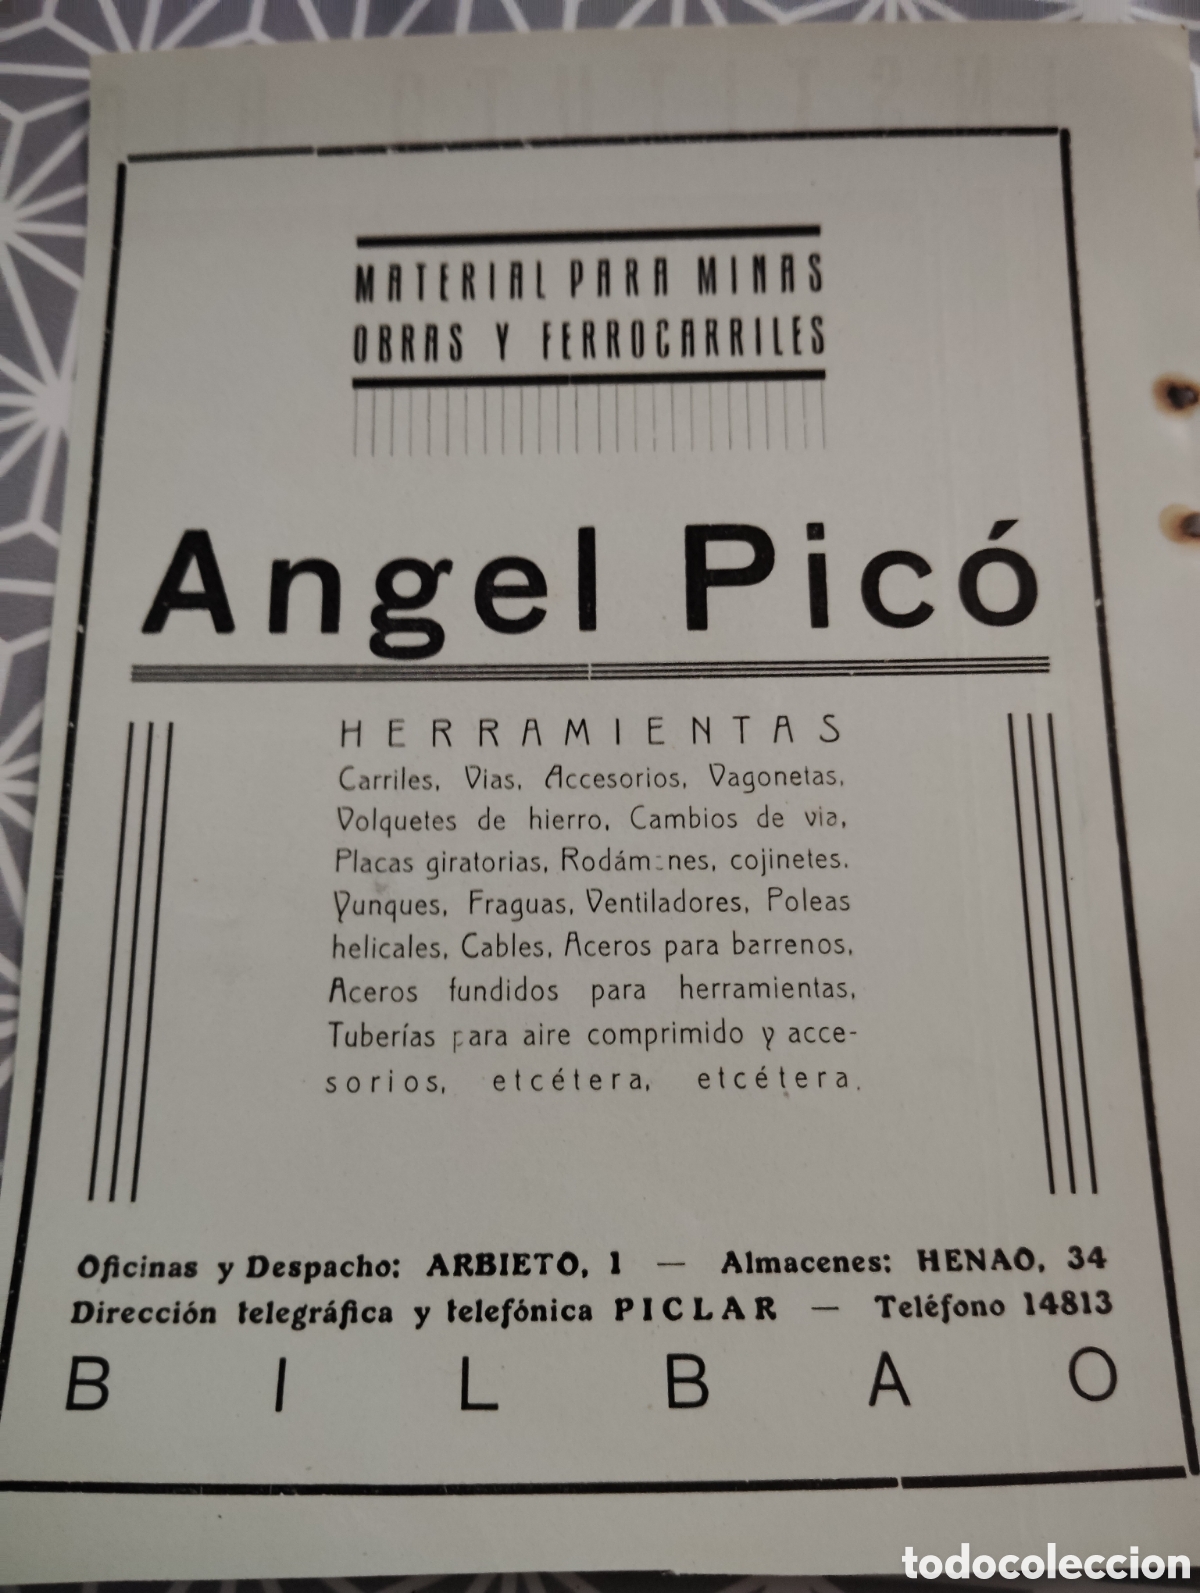 MATERIAL PARA MINAS
OBRAS Y FERROCARRILES
Angel Picó
HERRAMIENTAS
Carriles, Vias, Accesorios, Vagonetas,
Volquetes de hierro, Cambios de via,
Placas giratorias, Rodámenes, cojinetes.
Yunques, Fraguas, Ventiladores, Poleas
helicales, Cables, Aceros para barrenos,
Aceros fundidos para herramientas,
Tuberías para aire comprimido y acce-
sorios, etcétera, etcétera.
Oficinas y Despacho: ARBIETO, 1 — Almacenes: HENAO, 34
Dirección telegráfica y telefónica PICLAR — Teléfono 14813
BILBAO
todocoleccion